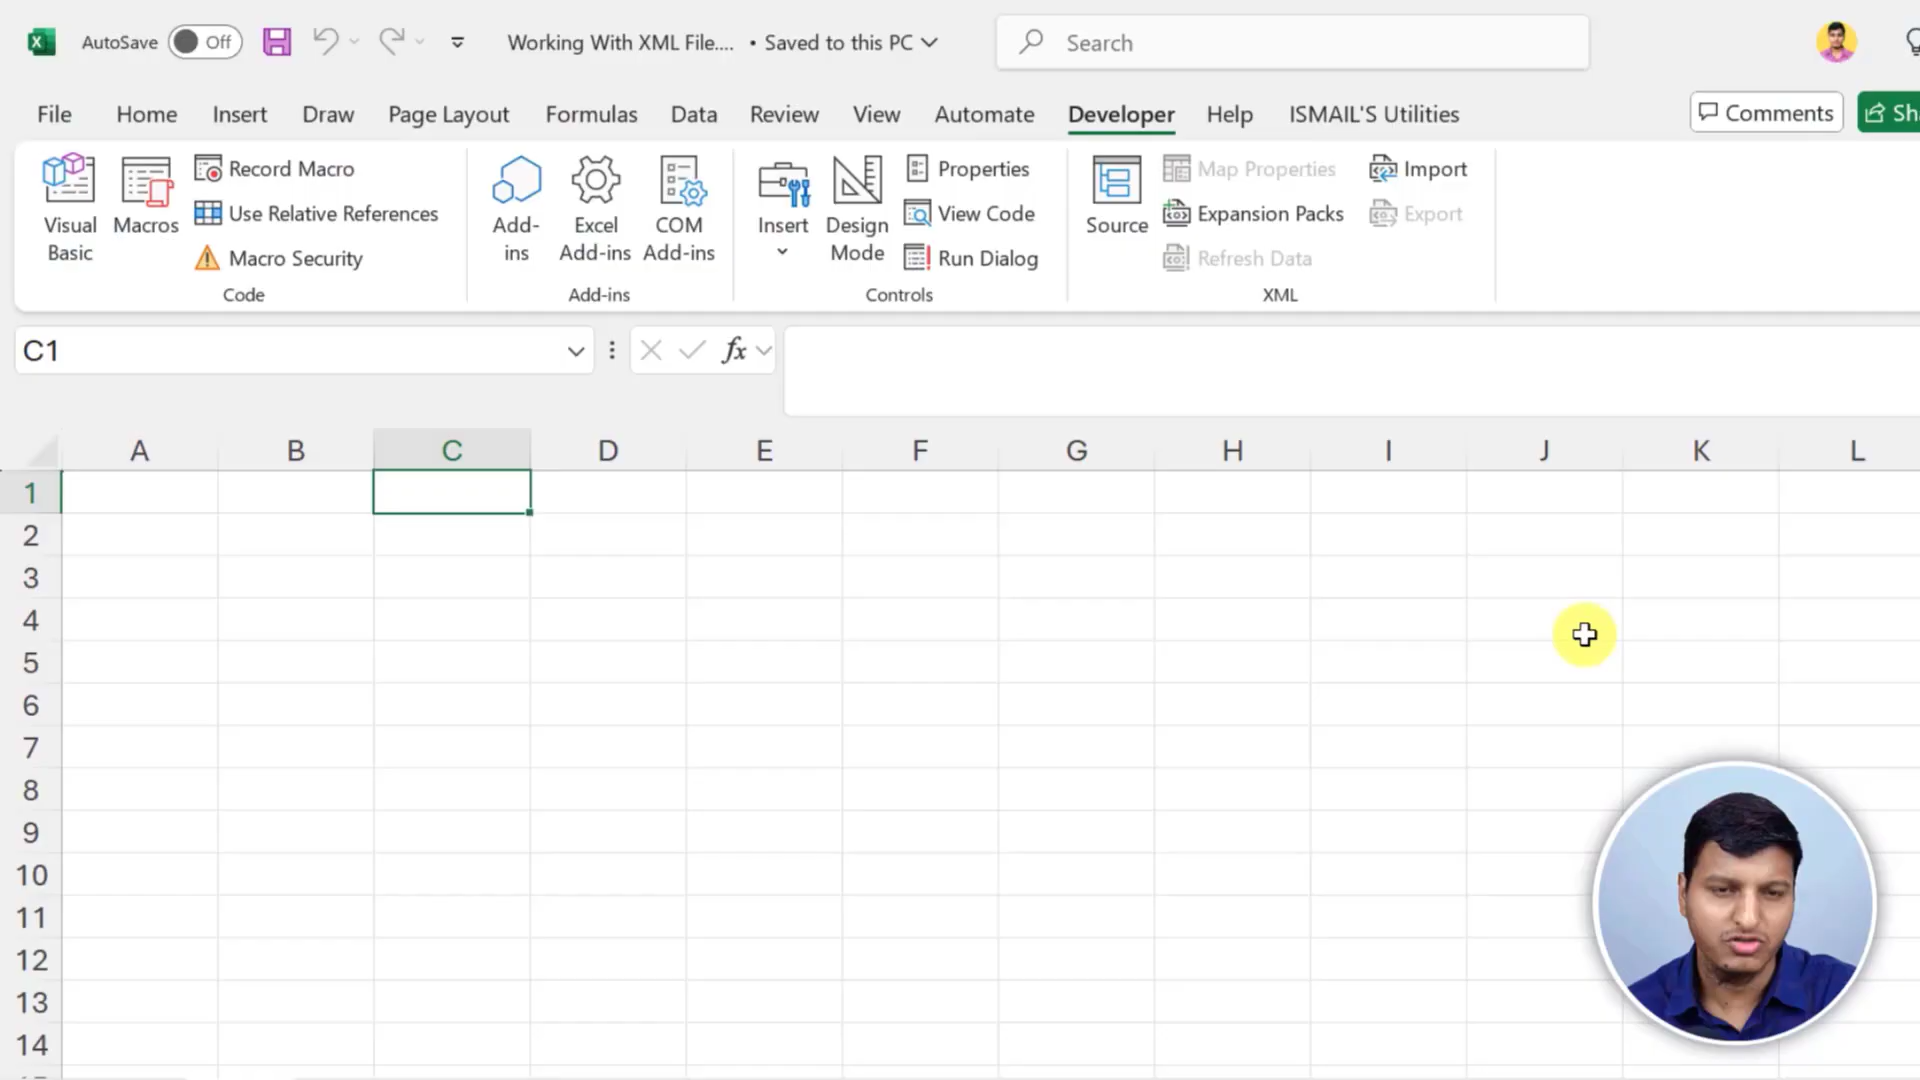 AutoSave Off Working With XML File.... • Saved to this PC Search
File Home Insert Draw Page Layout Formulas Data Review View Automate Developer Help ISMAIL'S Utilities Comments Sh
Visual Basic
Macros
Record Macro
Use Relative References
Macro Security
Code
Add-ins
Excel Add-ins
COM Add-ins
Add-ins
Insert
Design Mode
Properties
View Code
Run Dialog
Controls
Source
Map Properties
Expansion Packs
Refresh Data
Import
Export
XML
C1 fx
A B C D E F G H I J K L
1
2
3
4
5
6
7
8
9
10
11
12
13
14